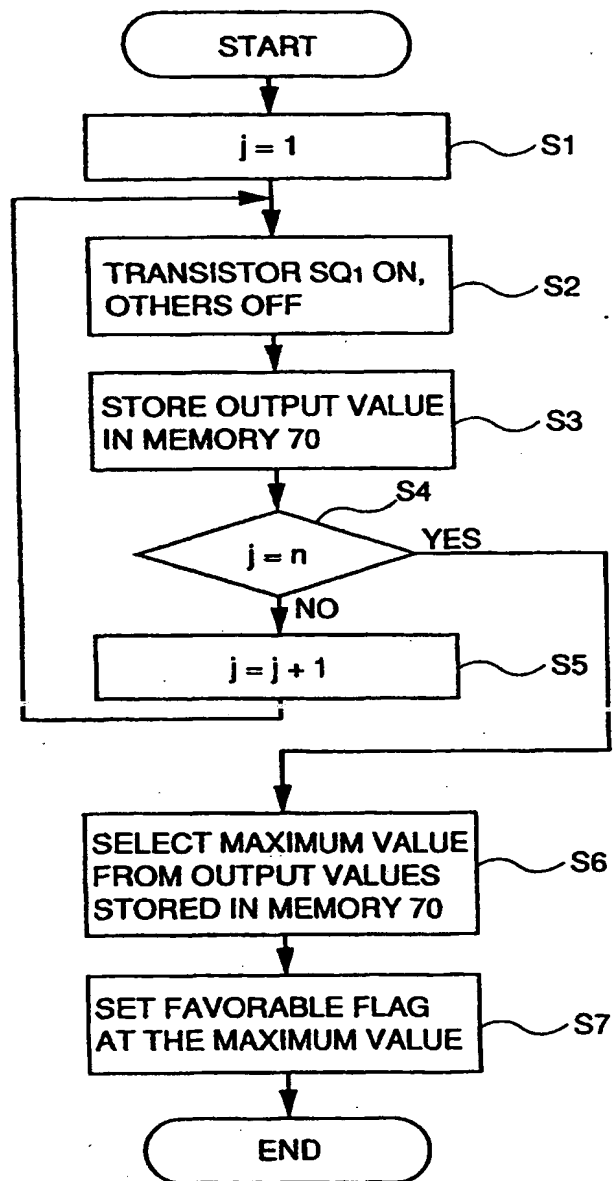 START
j = 1
S1
TRANSISTOR SQ1 ON,
OTHERS OFF
S2
STORE OUTPUT VALUE
IN MEMORY 70
S3
S4
j = n
YES
NO
j = j + 1
S5
SELECT MAXIMUM VALUE
FROM OUTPUT VALUES
STORED IN MEMORY 70
S6
SET FAVORABLE FLAG
AT THE MAXIMUM VALUE
S7
END